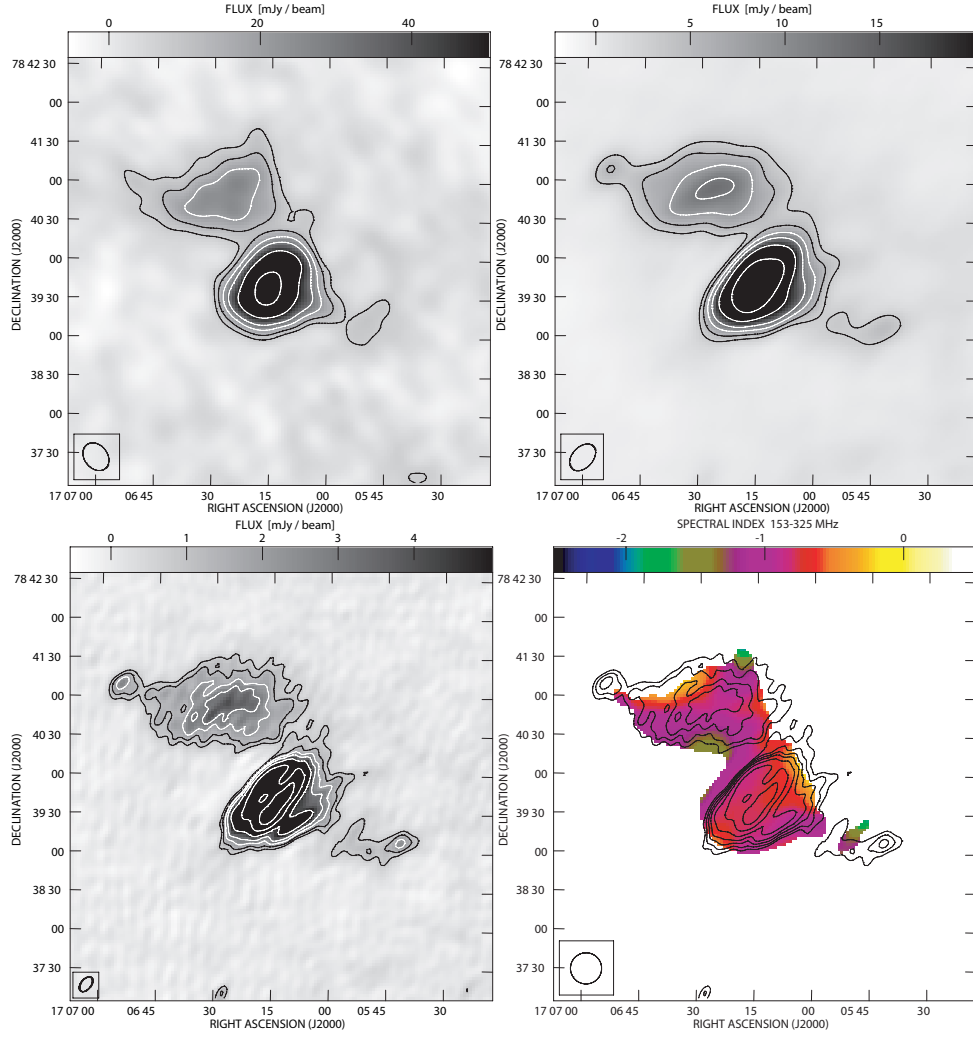 FLUX [mJy / beam]
0 20 40
78 42 30
00
41 30
00
40 30
00
39 30
00
38 30
00
37 30
DECLINATION (J2000)
17 07 00 06 45 30 15 00 05 45 30
RIGHT ASCENSION (J2000)
FLUX [mJy / beam]
0 5 10 15
78 42 30
00
41 30
00
40 30
00
39 30
00
38 30
00
37 30
DECLINATION (J2000)
17 07 00 06 45 30 15 00 05 45 30
RIGHT ASCENSION (J2000)
FLUX [mJy / beam]
0 1 2 3 4
78 42 30
00
41 30
00
40 30
00
39 30
00
38 30
00
37 30
DECLINATION (J2000)
17 07 00 06 45 30 15 00 05 45 30
RIGHT ASCENSION (J2000)
SPECTRAL INDEX 153-325 MHz
-2 -1 0
78 42 30
00
41 30
00
40 30
00
39 30
00
38 30
00
37 30
DECLINATION (J2000)
17 07 00 06 45 30 15 00 05 45 30
RIGHT ASCENSION (J2000)